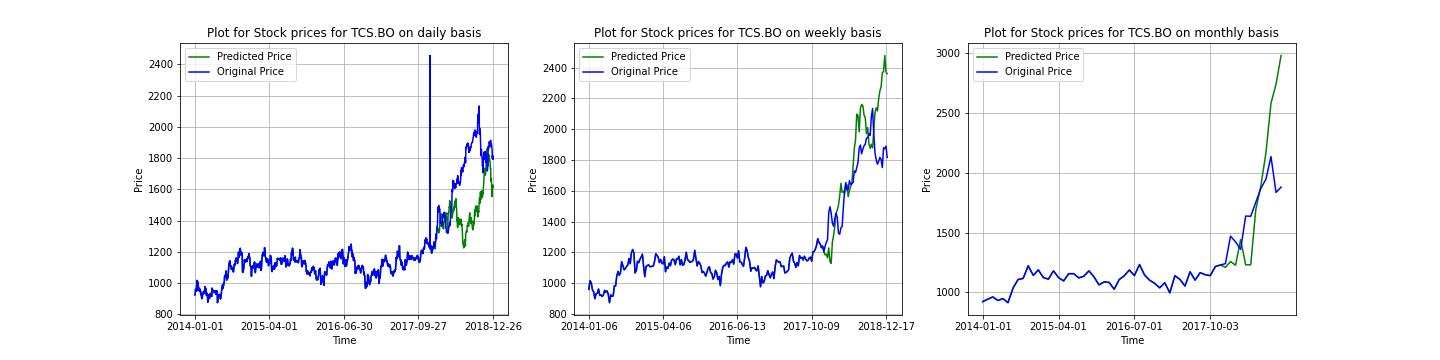 Plot for Stock prices for TCS.BO on daily basis
Predicted Price
Original Price
2400
2200
2000
1800
1600
1400
1200
1000
800
Price
2014-01-01
2015-04-01
2016-06-30
2017-09-27
2018-12-26
Time
Plot for Stock prices for TCS.BO on weekly basis
Predicted Price
Original Price
2400
2200
2000
1800
1600
1400
1200
1000
800
Price
2014-01-06
2015-04-06
2016-06-13
2017-10-09
2018-12-17
Time
Plot for Stock prices for TCS.BO on monthly basis
Predicted Price
Original Price
3000
2500
2000
1500
1000
Price
2014-01-01
2015-04-01
2016-07-01
2017-10-03
Time